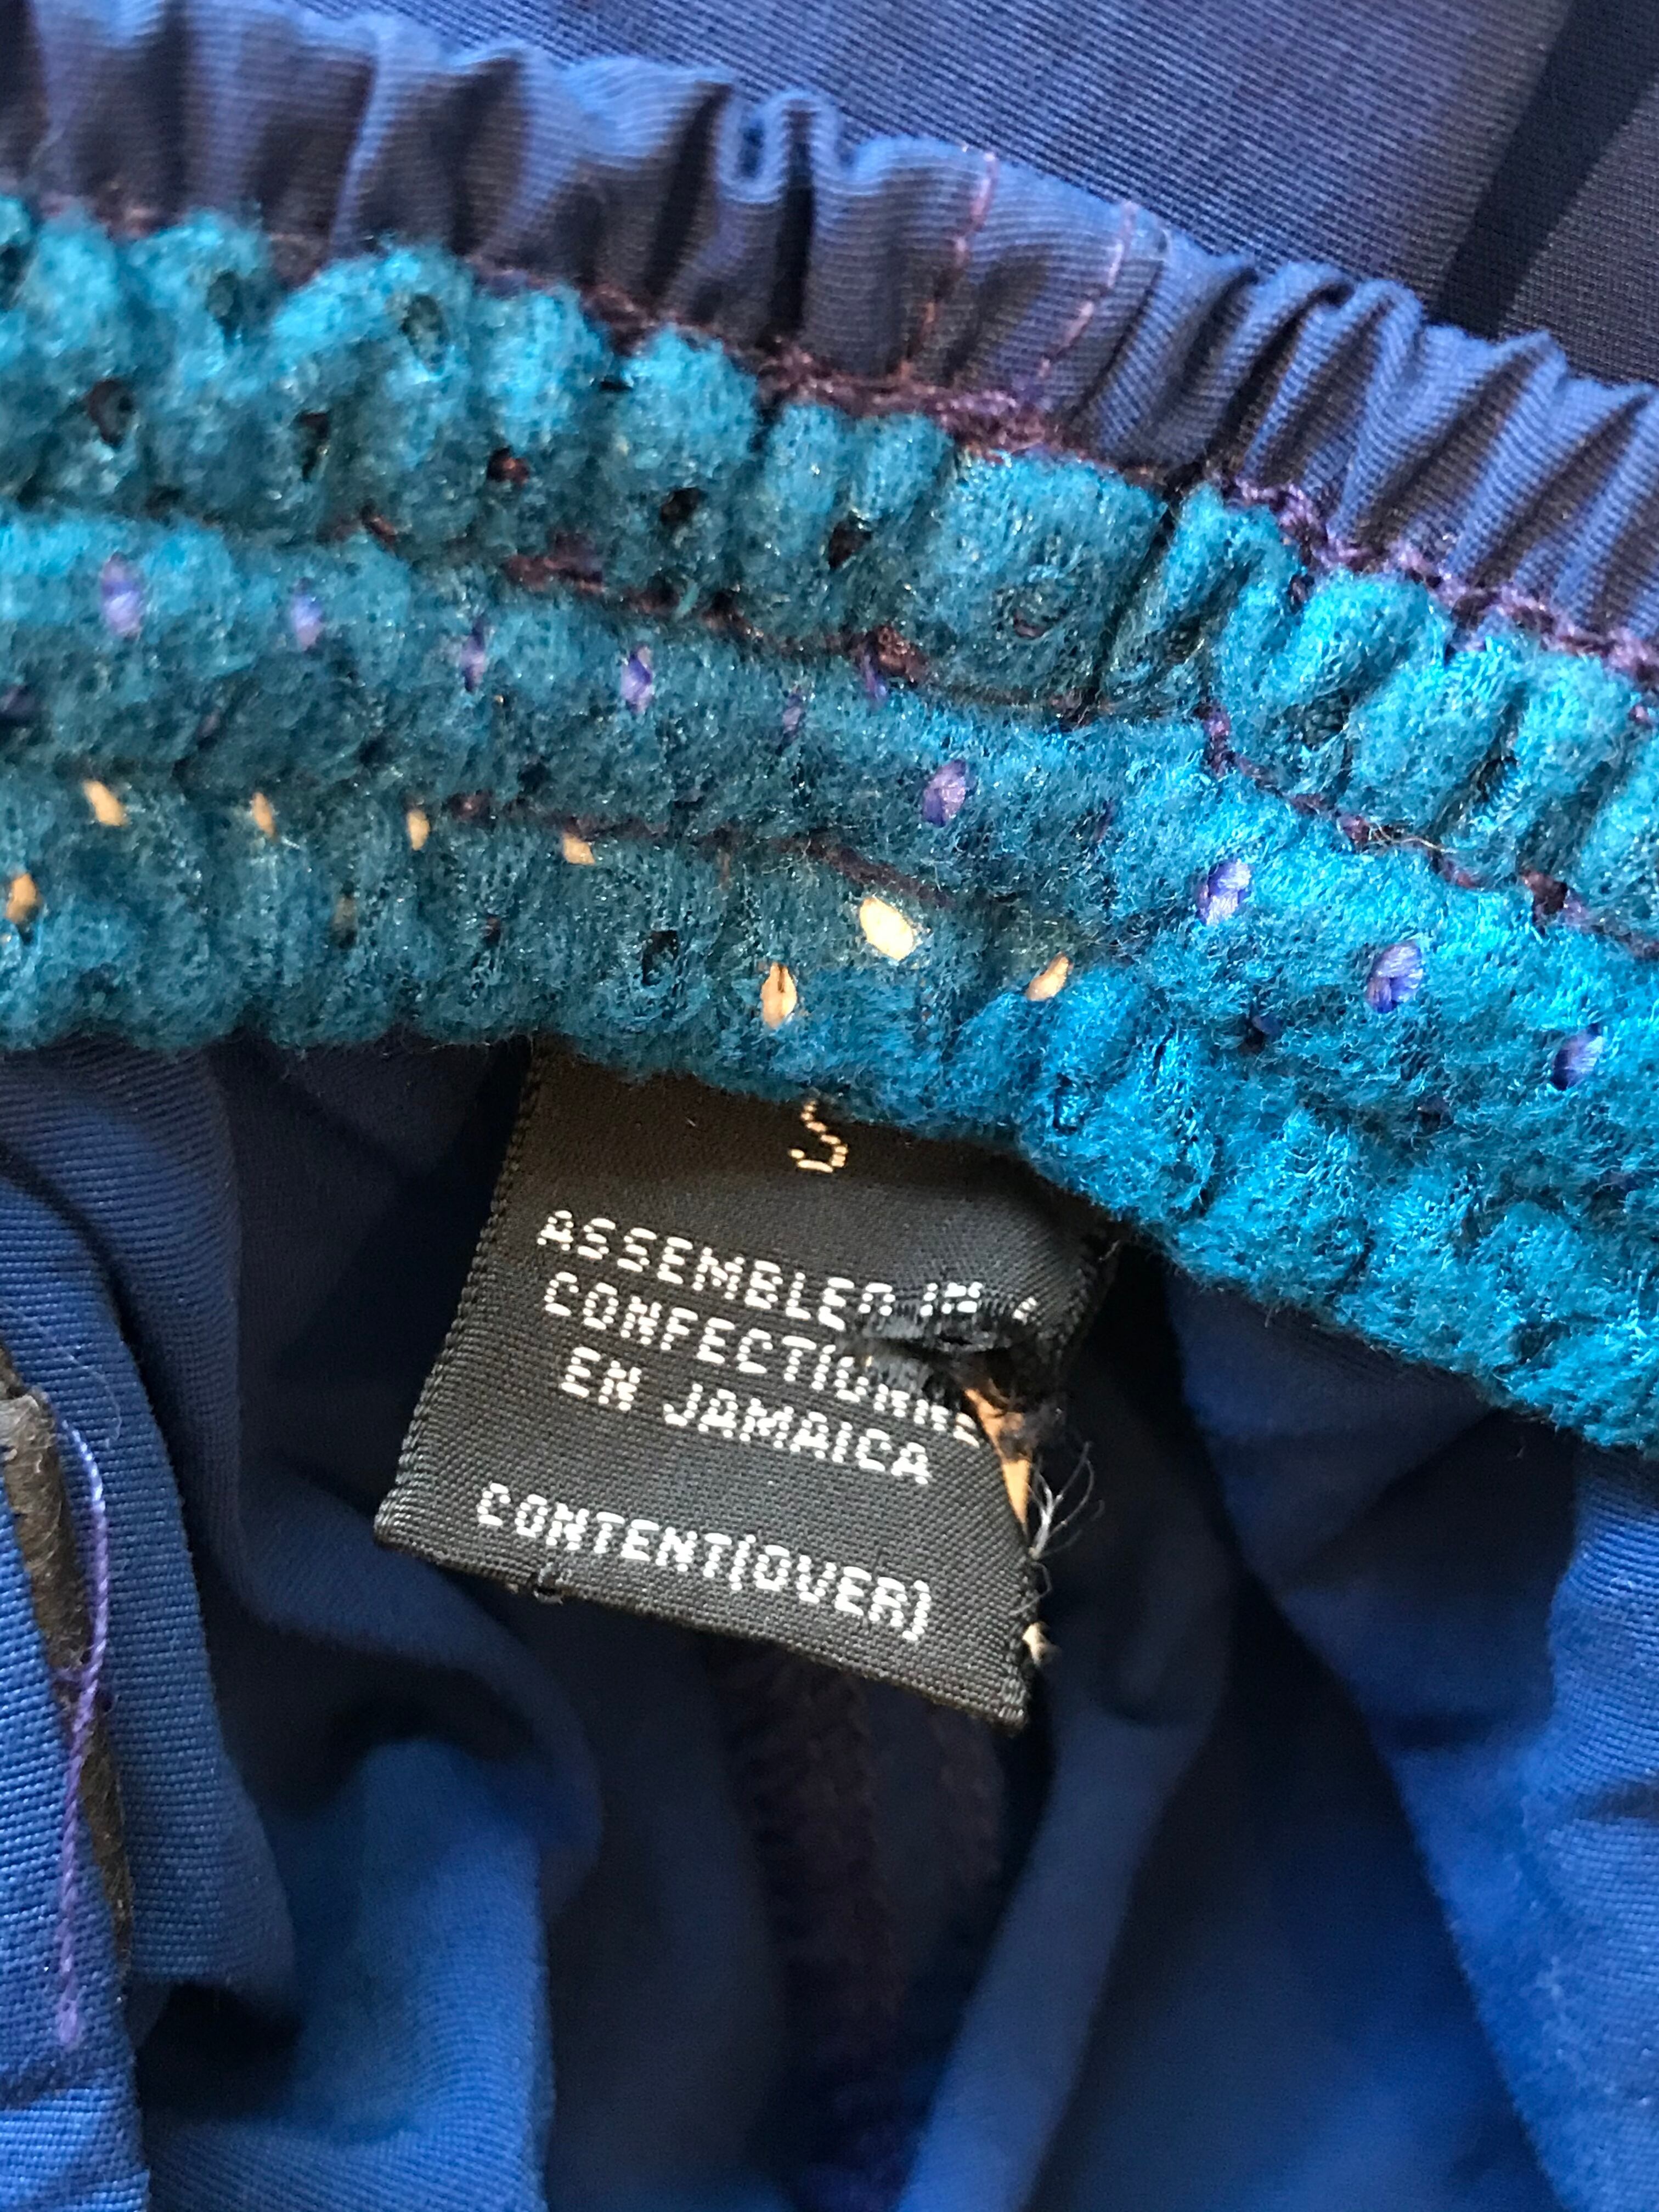 S
ASSEMBLED IN
CONFECTIONNE
EN JAMAICA
CONTENT(OVER)